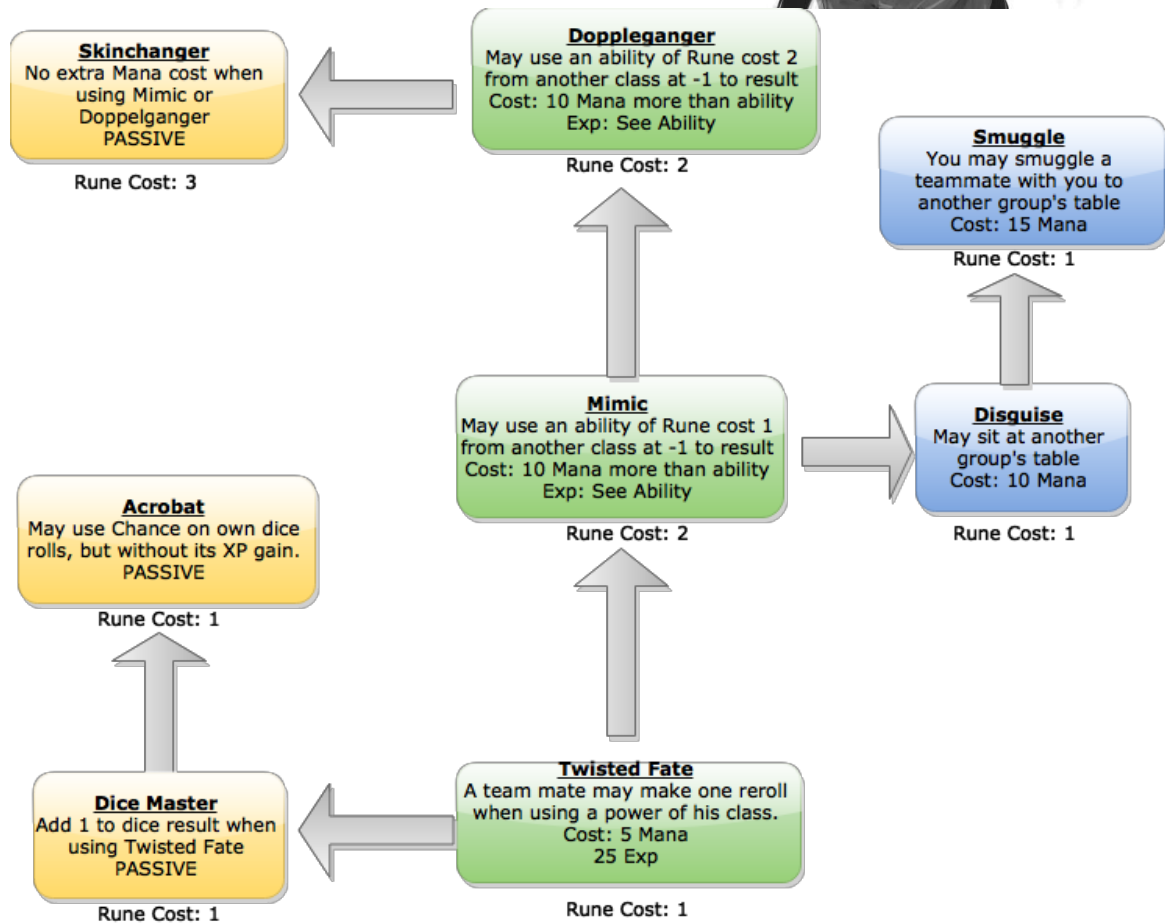 Skinchanger
No extra Mana cost when
using Mimic or
Doppelganger
PASSIVE
Rune Cost: 3
Doppleganger
May use an ability of Rune cost 2
from another class at -1 to result
Cost: 10 Mana more than ability
Exp: See Ability
Rune Cost: 2
Smuggle
You may smuggle a
teammate with you to
another group's table
Cost: 15 Mana
Rune Cost: 1
Mimic
May use an ability of Rune cost 1
from another class at -1 to result
Cost: 10 Mana more than ability
Exp: See Ability
Rune Cost: 2
Disguise
May sit at another
group's table
Cost: 10 Mana
Rune Cost: 1
Acrobat
May use Chance on own dice
rolls, but without its XP gain.
PASSIVE
Rune Cost: 1
Dice Master
Add 1 to dice result when
using Twisted Fate
PASSIVE
Rune Cost: 1
Twisted Fate
A team mate may make one reroll
when using a power of his class.
Cost: 5 Mana
25 Exp
Rune Cost: 1